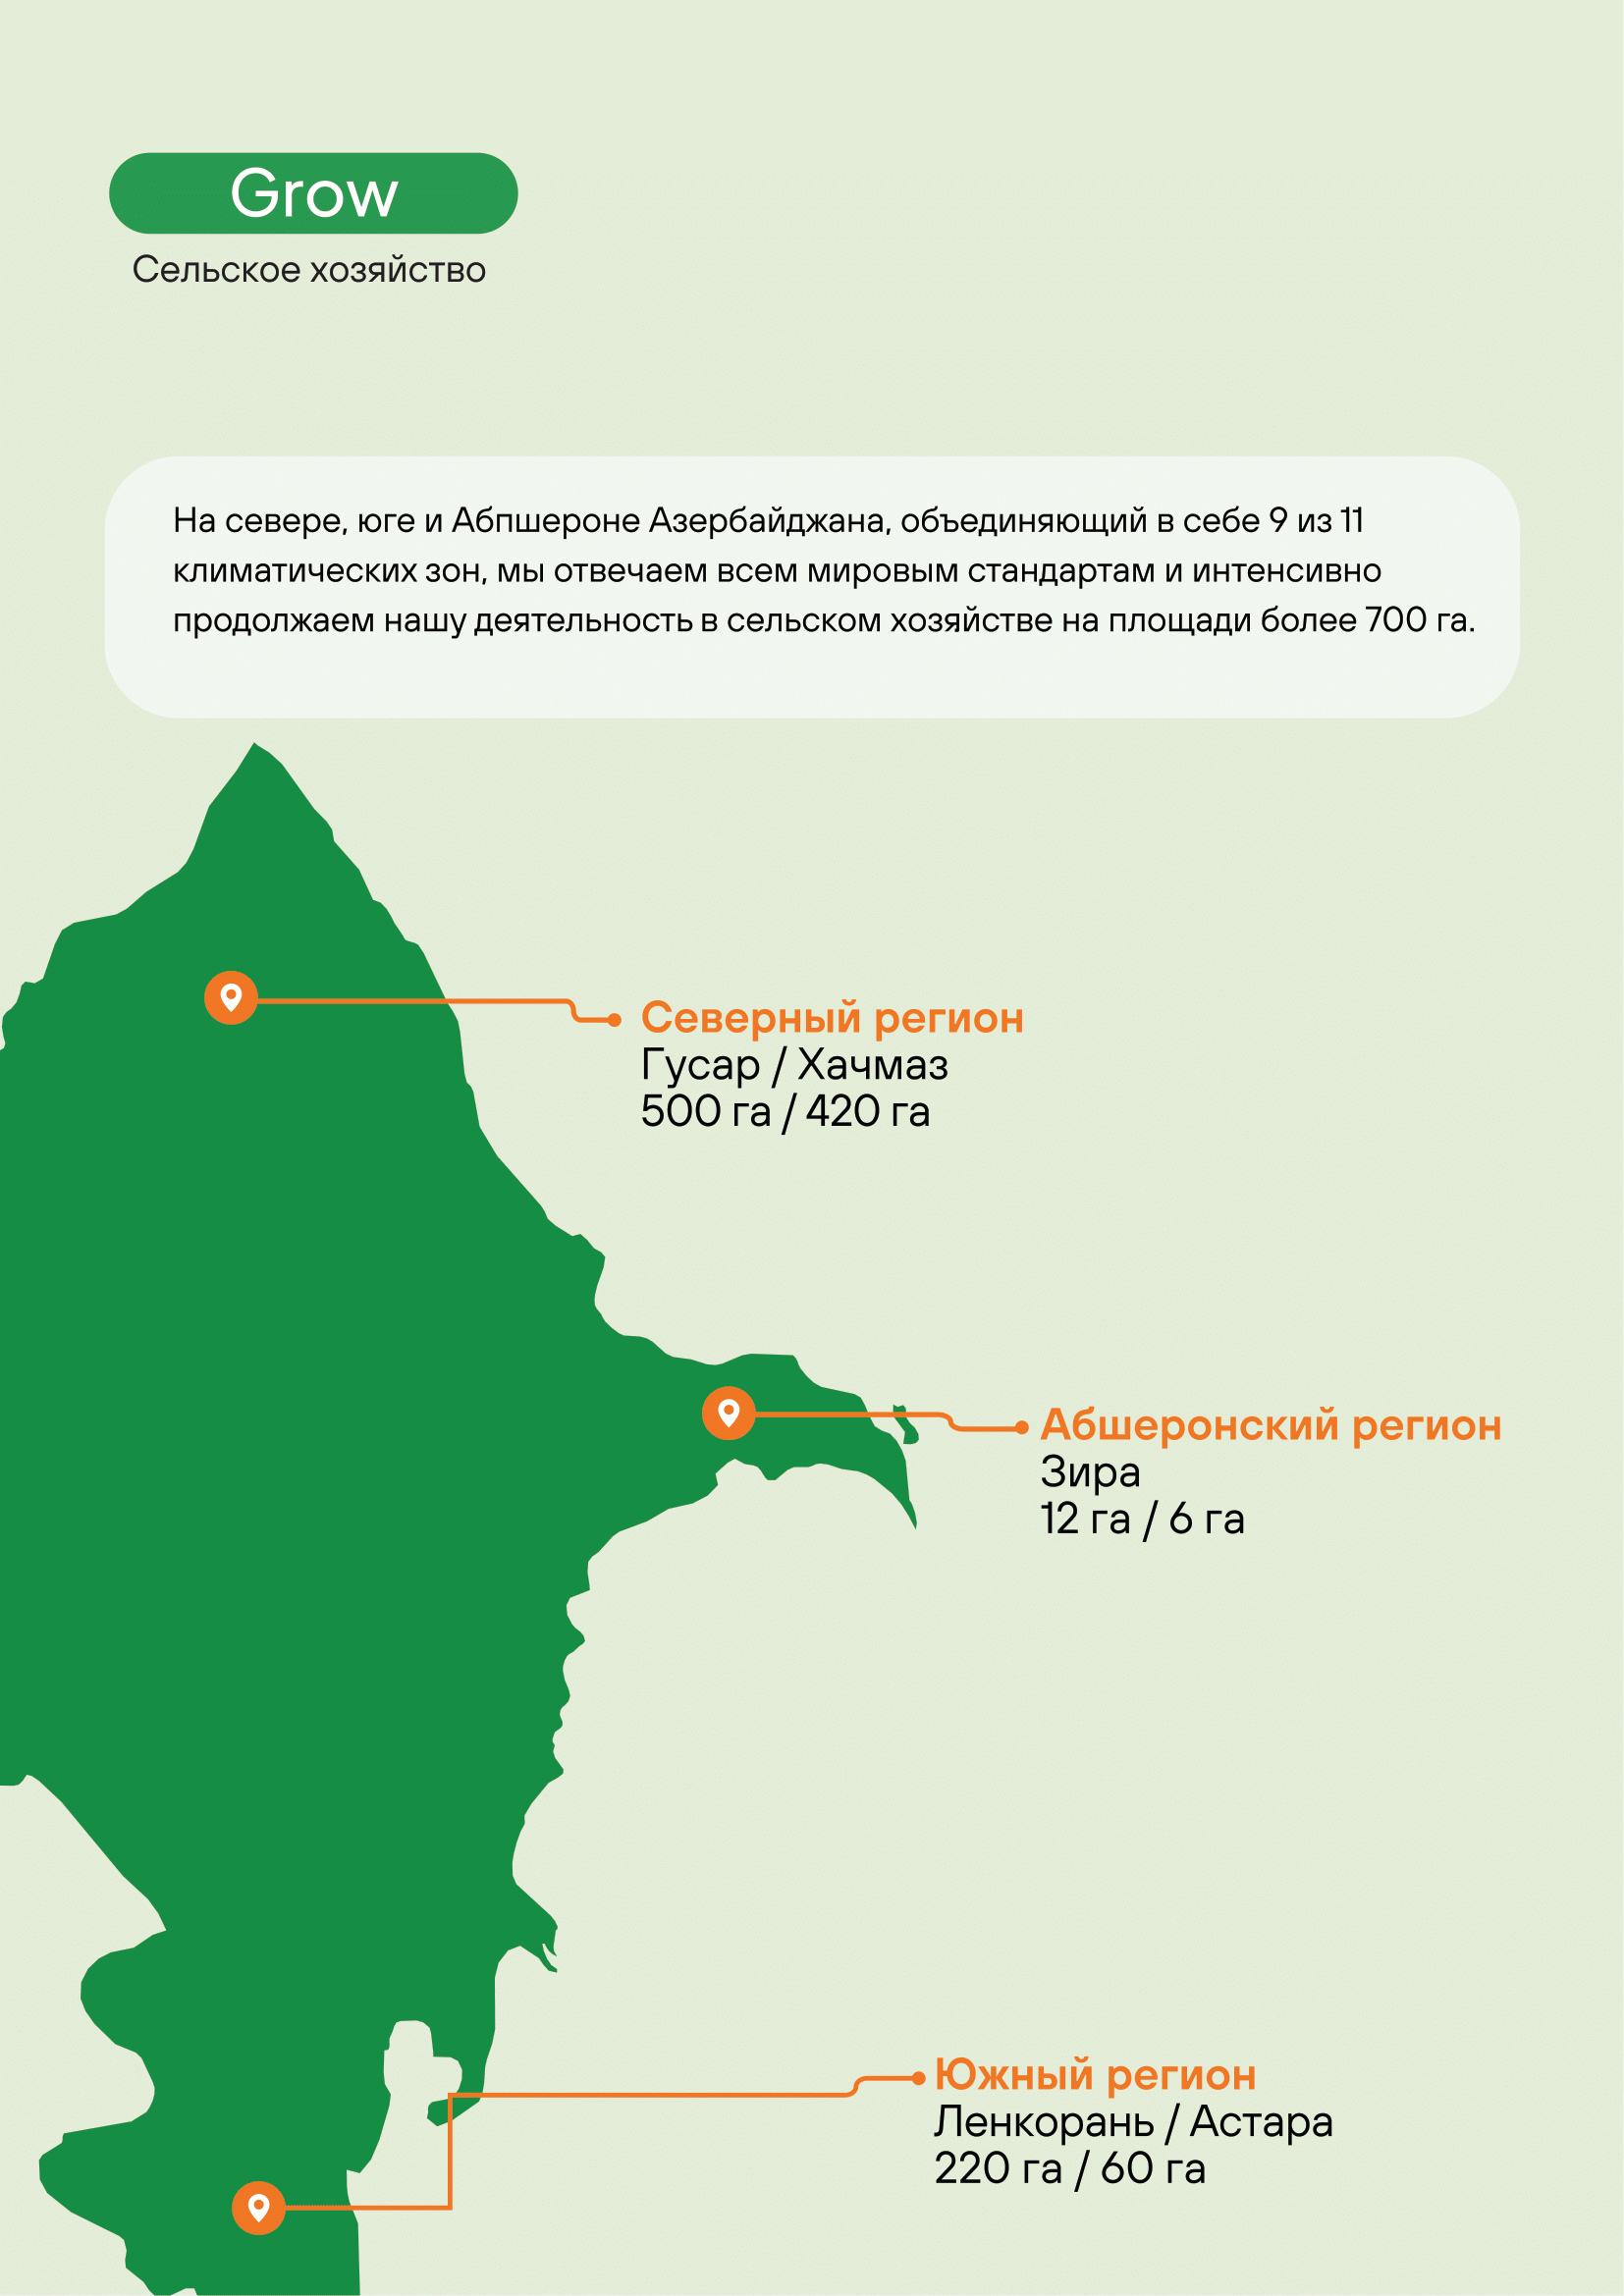 Grow
Сельское хозяйство
На севере, юге и Абпшероне Азербайджана, объединяющий в себе 9 из 11
климатических зон, мы отвечаем всем мировым стандартам и интенсивно
продолжаем нашу деятельность в сельском хозяйстве на площади более 700 га.
Северный регион
Гусар / Хачмаз
500 га / 420 га
Абшеронский регион
Зира
12 га / 6 га
Южный регион
Ленкорань / Астара
220 га / 60 га